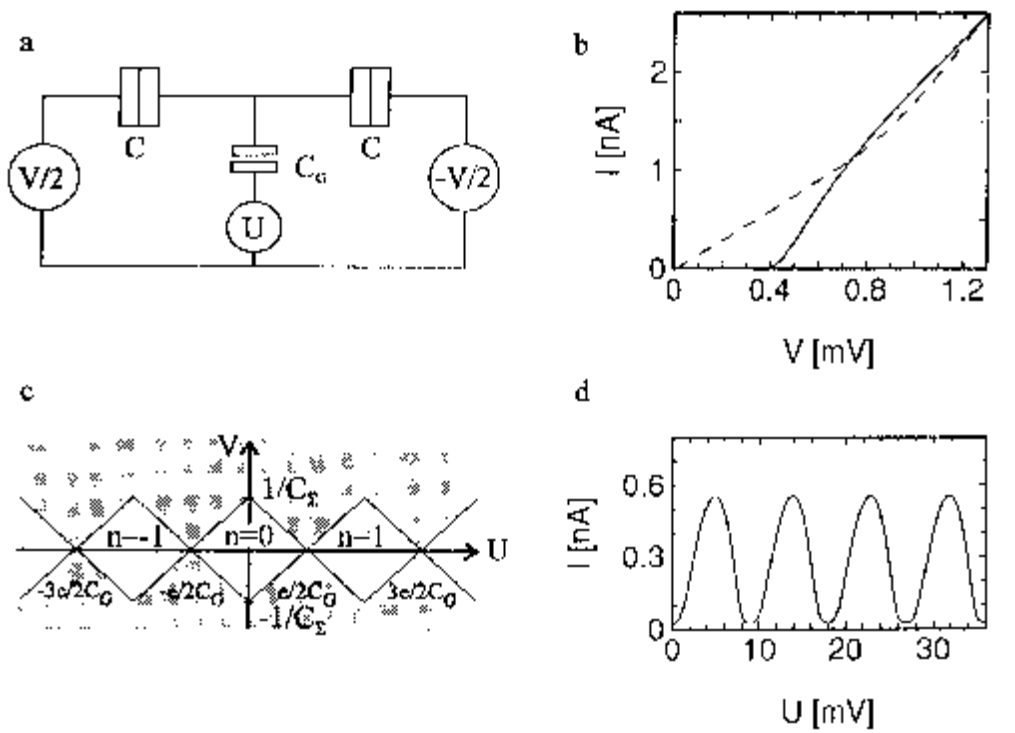 a
C
C
C_G
V/2
-V/2
U
b
I [nA]
2
1
0
0
0.4
0.8
1.2
V [mV]
c
V
1/C_Σ
n--1
n=0
n-1
U
-3e/2C_G
-e/2C_G
e/2C_G
3e/2C_G
-1/C_Σ
d
I [nA]
0.6
0.3
0
0
10
20
30
U [mV]